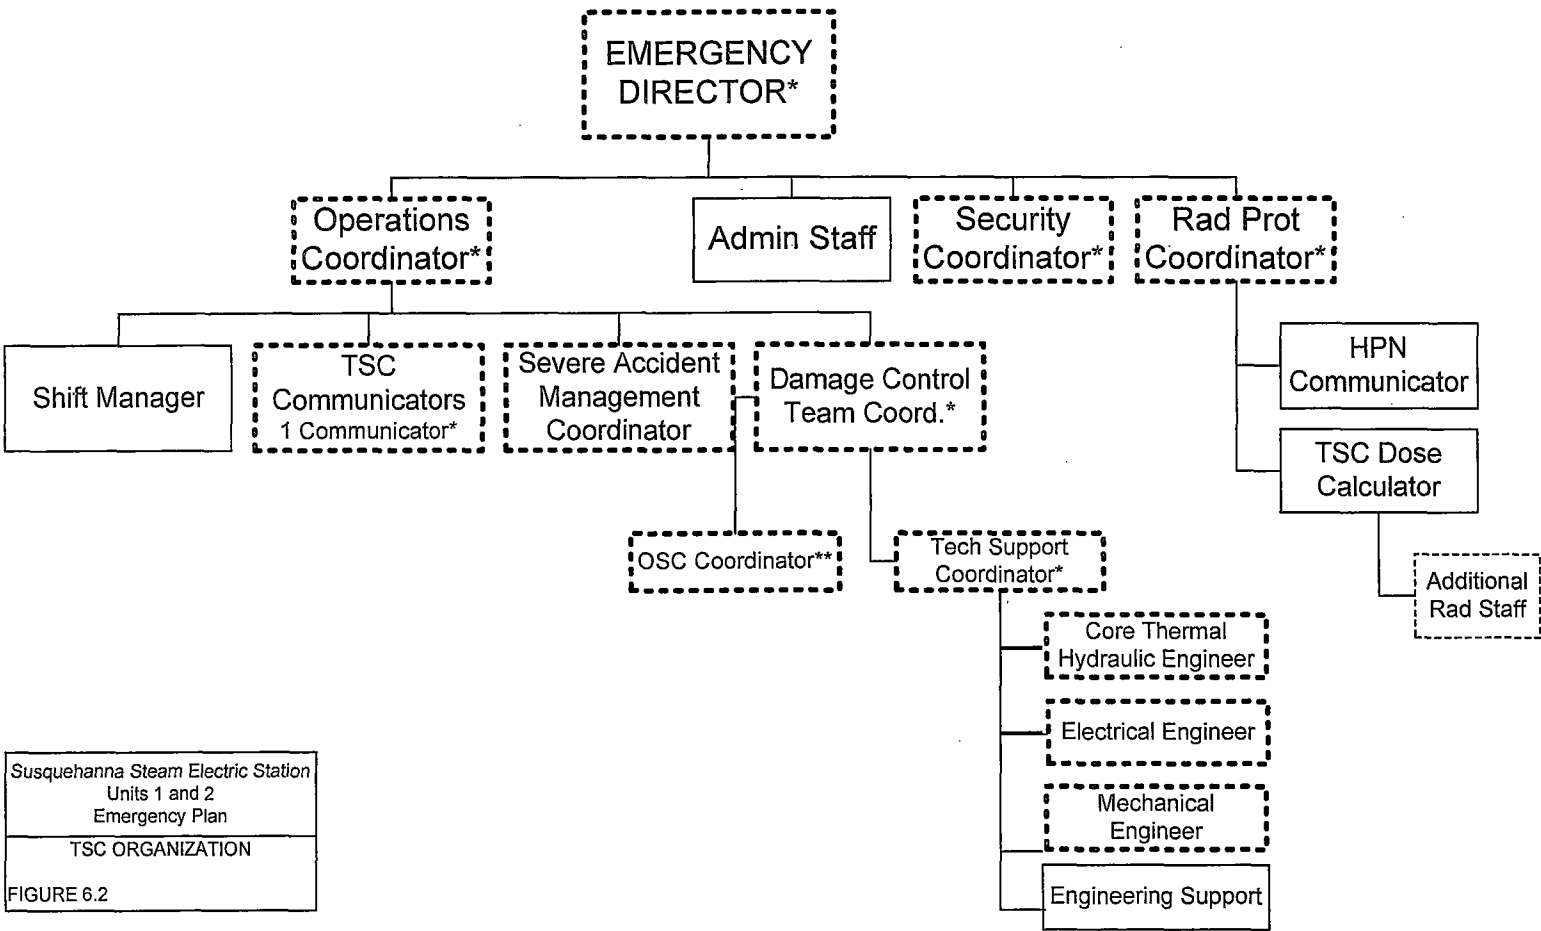 EMERGENCY
DIRECTOR*
Operations
Coordinator*
Admin Staff
Security
Coordinator*
Rad Prot
Coordinator*
Shift Manager
TSC
Communicators
1 Communicator*
Severe Accident
Management
Coordinator
Damage Control
Team Coord.*
HPN
Communicator
TSC Dose
Calculator
OSC Coordinator**
Tech Support
Coordinator*
Additional
Rad Staff
Core Thermal
Hydraulic Engineer
Electrical Engineer
Mechanical
Engineer
Engineering Support
Susquehanna Steam Electric Station
Units 1 and 2
Emergency Plan
TSC ORGANIZATION
FIGURE 6.2